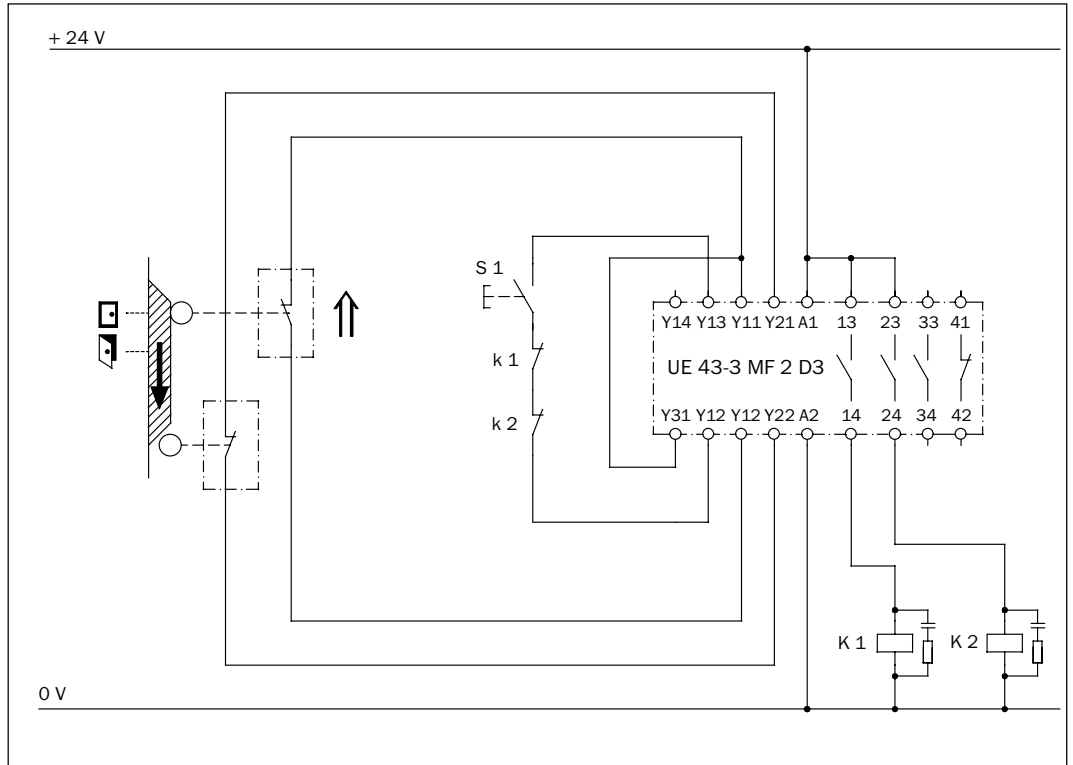 + 24 V
S 1
k 1
k 2
Y14 Y13 Y11 Y21 A1 13 23 33 41
UE 43-3 MF 2 D3
Y31 Y12 Y12 Y22 A2 14 24 34 42
K 1
K 2
0 V